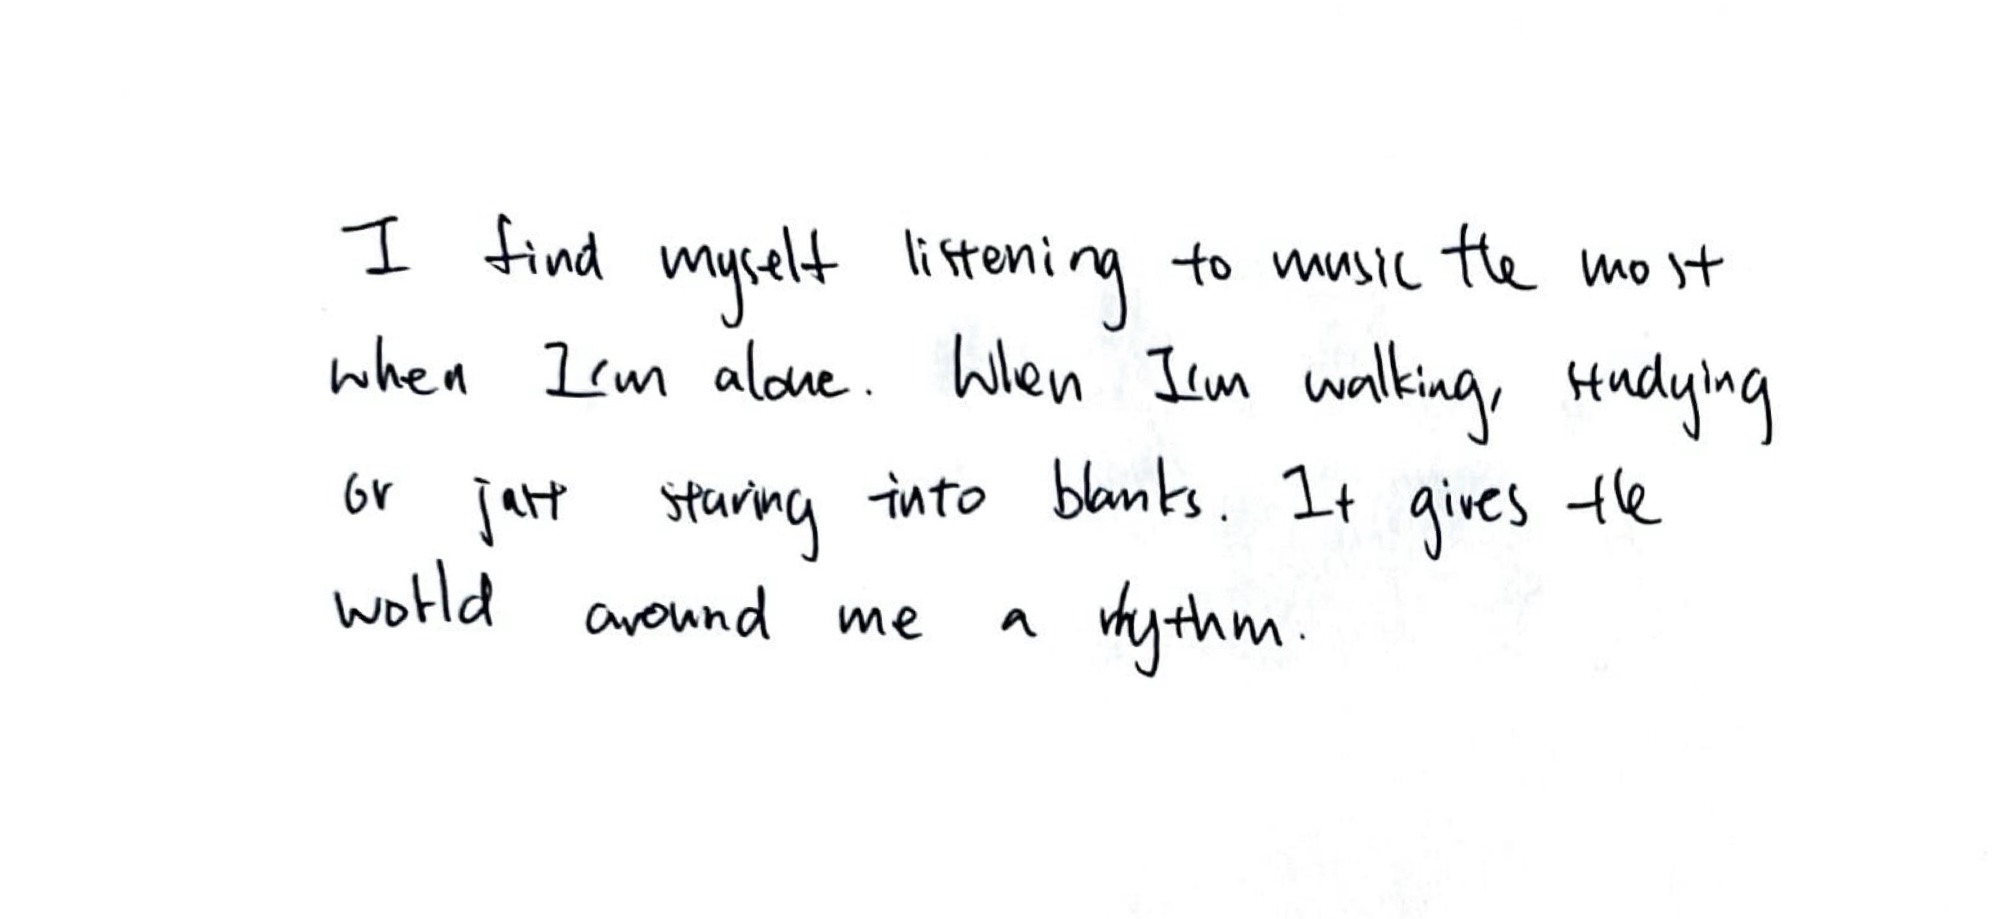 I find myself listening to music the most
when I'm alone. When I'm walking, studying
or just staring into blanks. It gives the
world around me a rhythm.